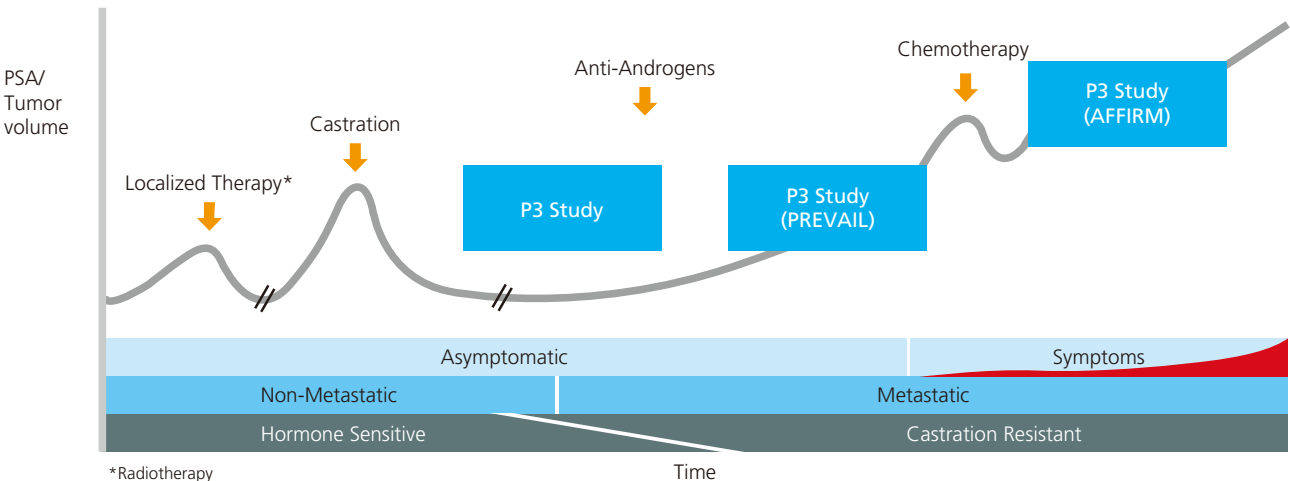 PSA/
Tumor
volume
Localized Therapy*
Castration
Anti-Androgens
Chemotherapy
P3 Study
P3 Study
(PREVAIL)
P3 Study
(AFFIRM)
Asymptomatic
Symptoms
Non-Metastatic
Metastatic
Hormone Sensitive
Castration Resistant
*Radiotherapy
Time